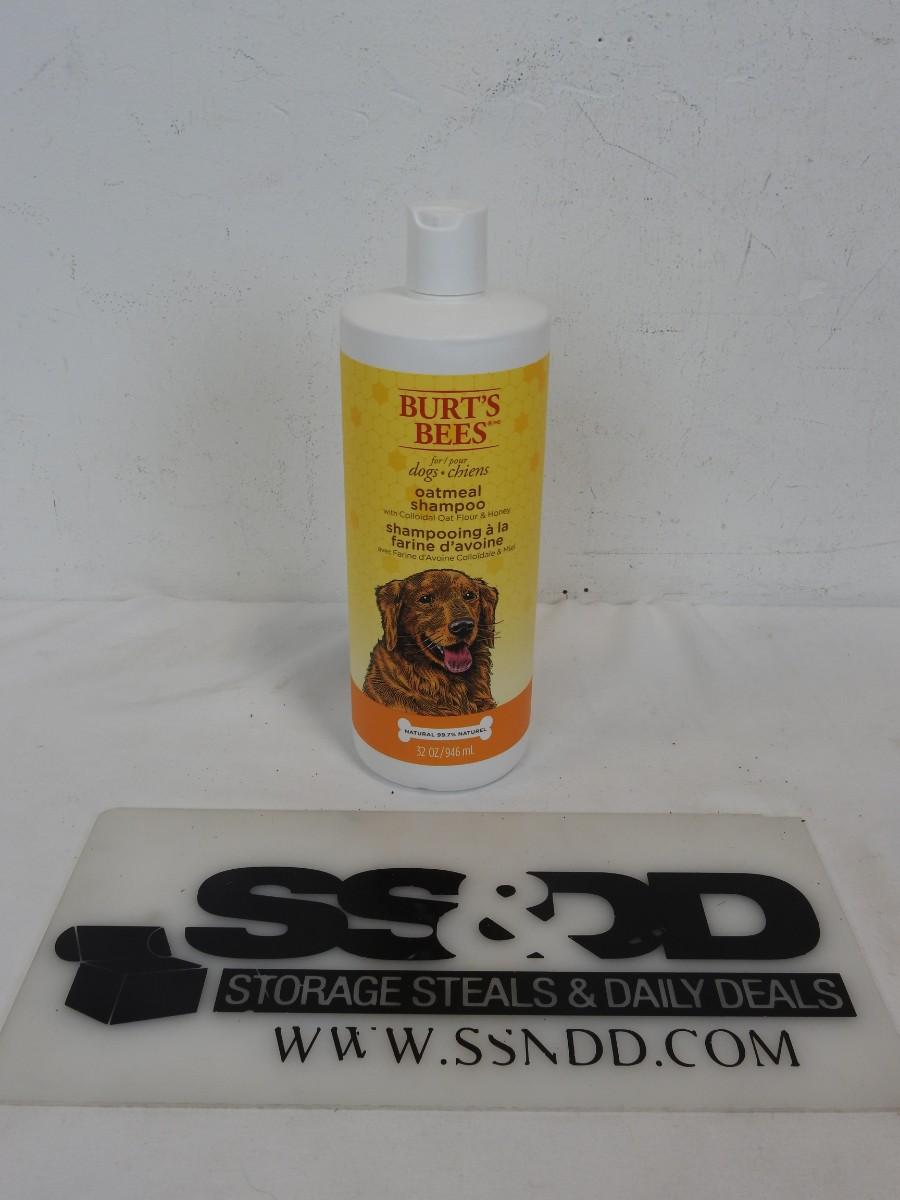 BURT'S
BEES®MD
for / pour
dogs • chiens
oatmeal
shampoo
with Colloidal Oat Flour & Honey
shampooing à la
farine d'avoine
avec Farine d'Avoine Colloïdale & Miel
NATURAL 99.7% NATUREL
32 OZ/946 mL
SS&DD
STORAGE STEALS & DAILY DEALS
WWW.SSNDD.COM